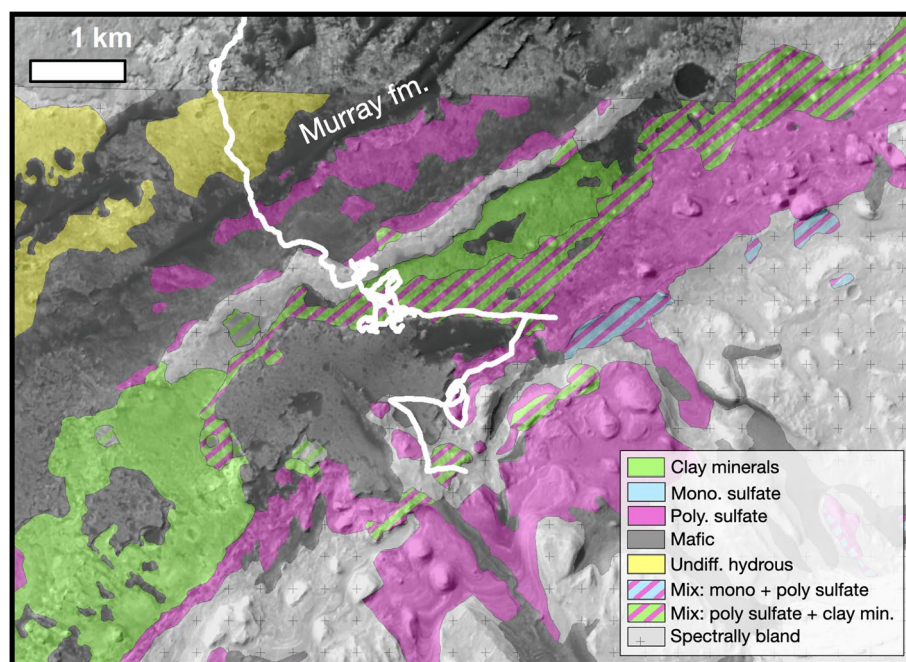 1 km
Murray fm.
Clay minerals
Mono. sulfate
Poly. sulfate
Mafic
Undiff. hydrous
Mix: mono + poly sulfate
Mix: poly sulfate + clay min.
Spectrally bland